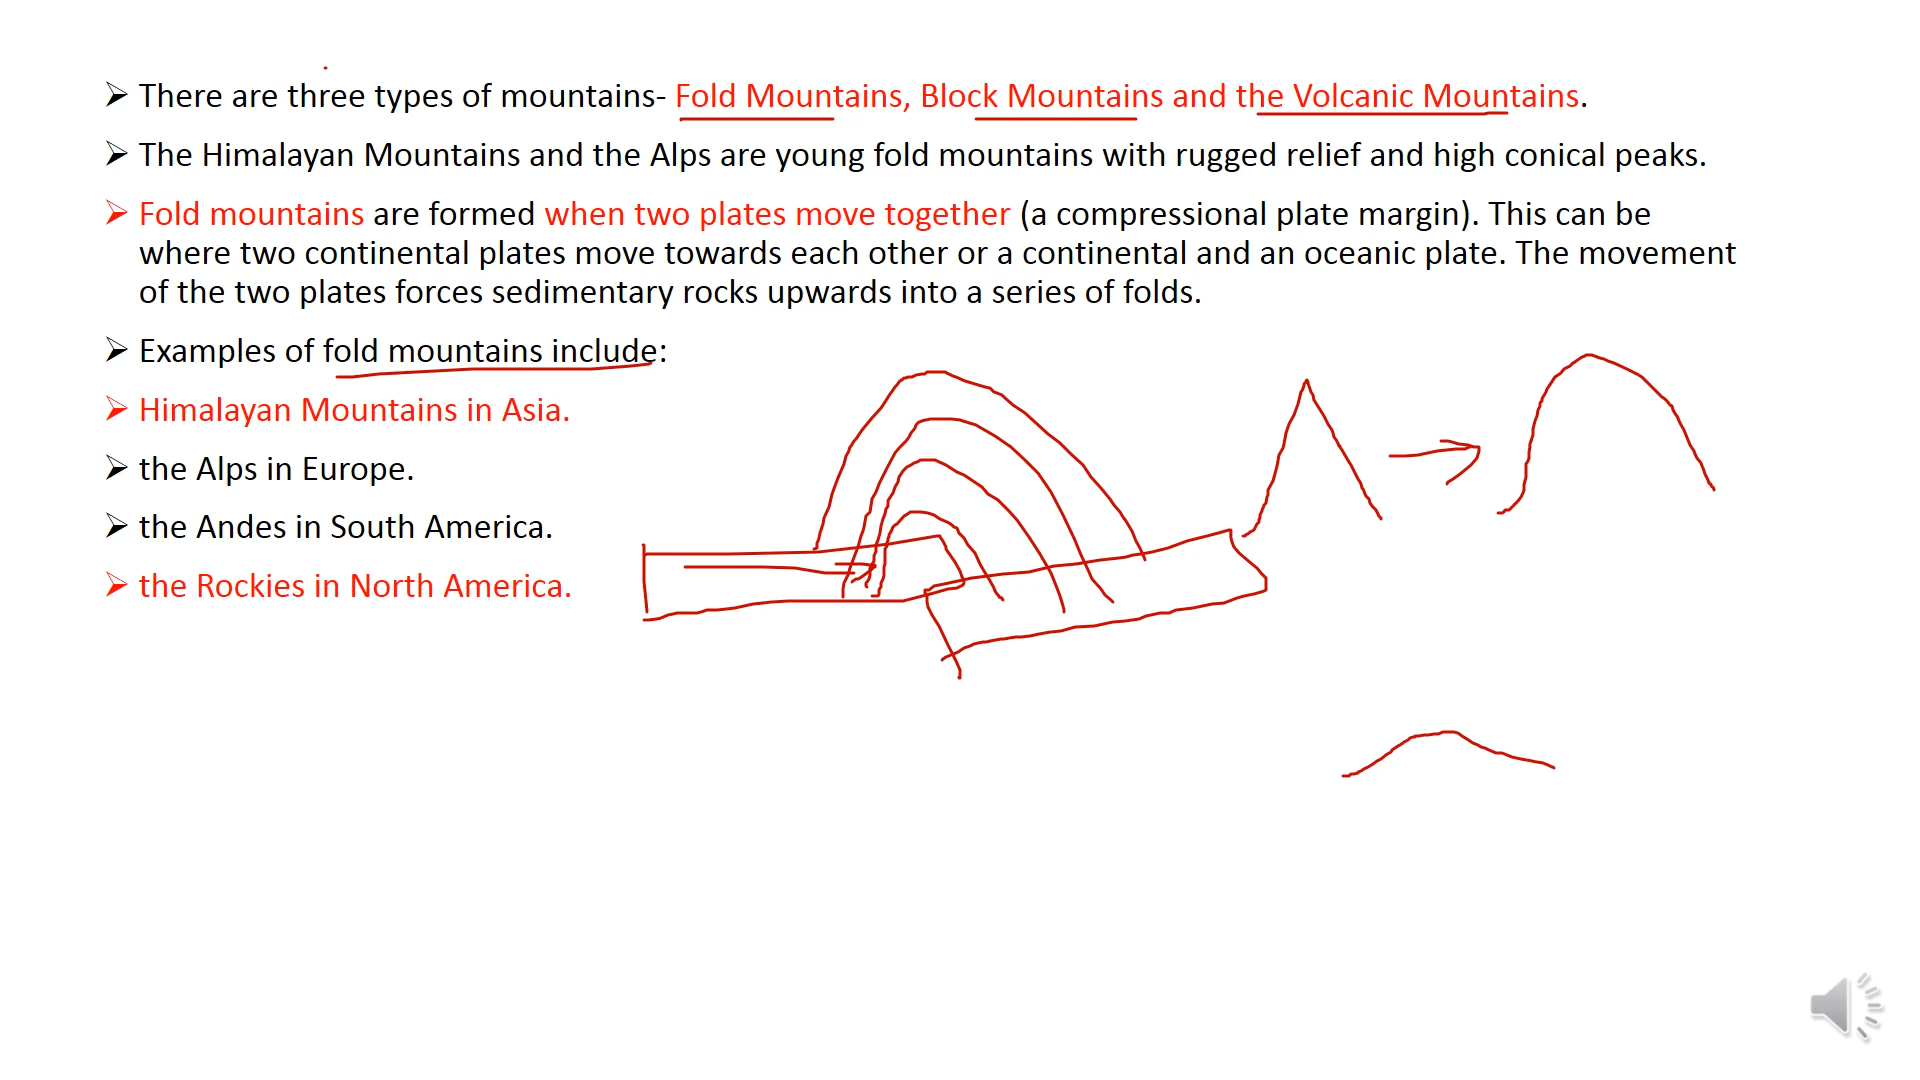 There are three types of mountains- Fold Mountains, Block Mountains and the Volcanic Mountains.
The Himalayan Mountains and the Alps are young fold mountains with rugged relief and high conical peaks.
Fold mountains are formed when two plates move together (a compressional plate margin). This can be
where two continental plates move towards each other or a continental and an oceanic plate. The movement
of the two plates forces sedimentary rocks upwards into a series of folds.
Examples of fold mountains include:
Himalayan Mountains in Asia.
the Alps in Europe.
the Andes in South America.
the Rockies in North America.